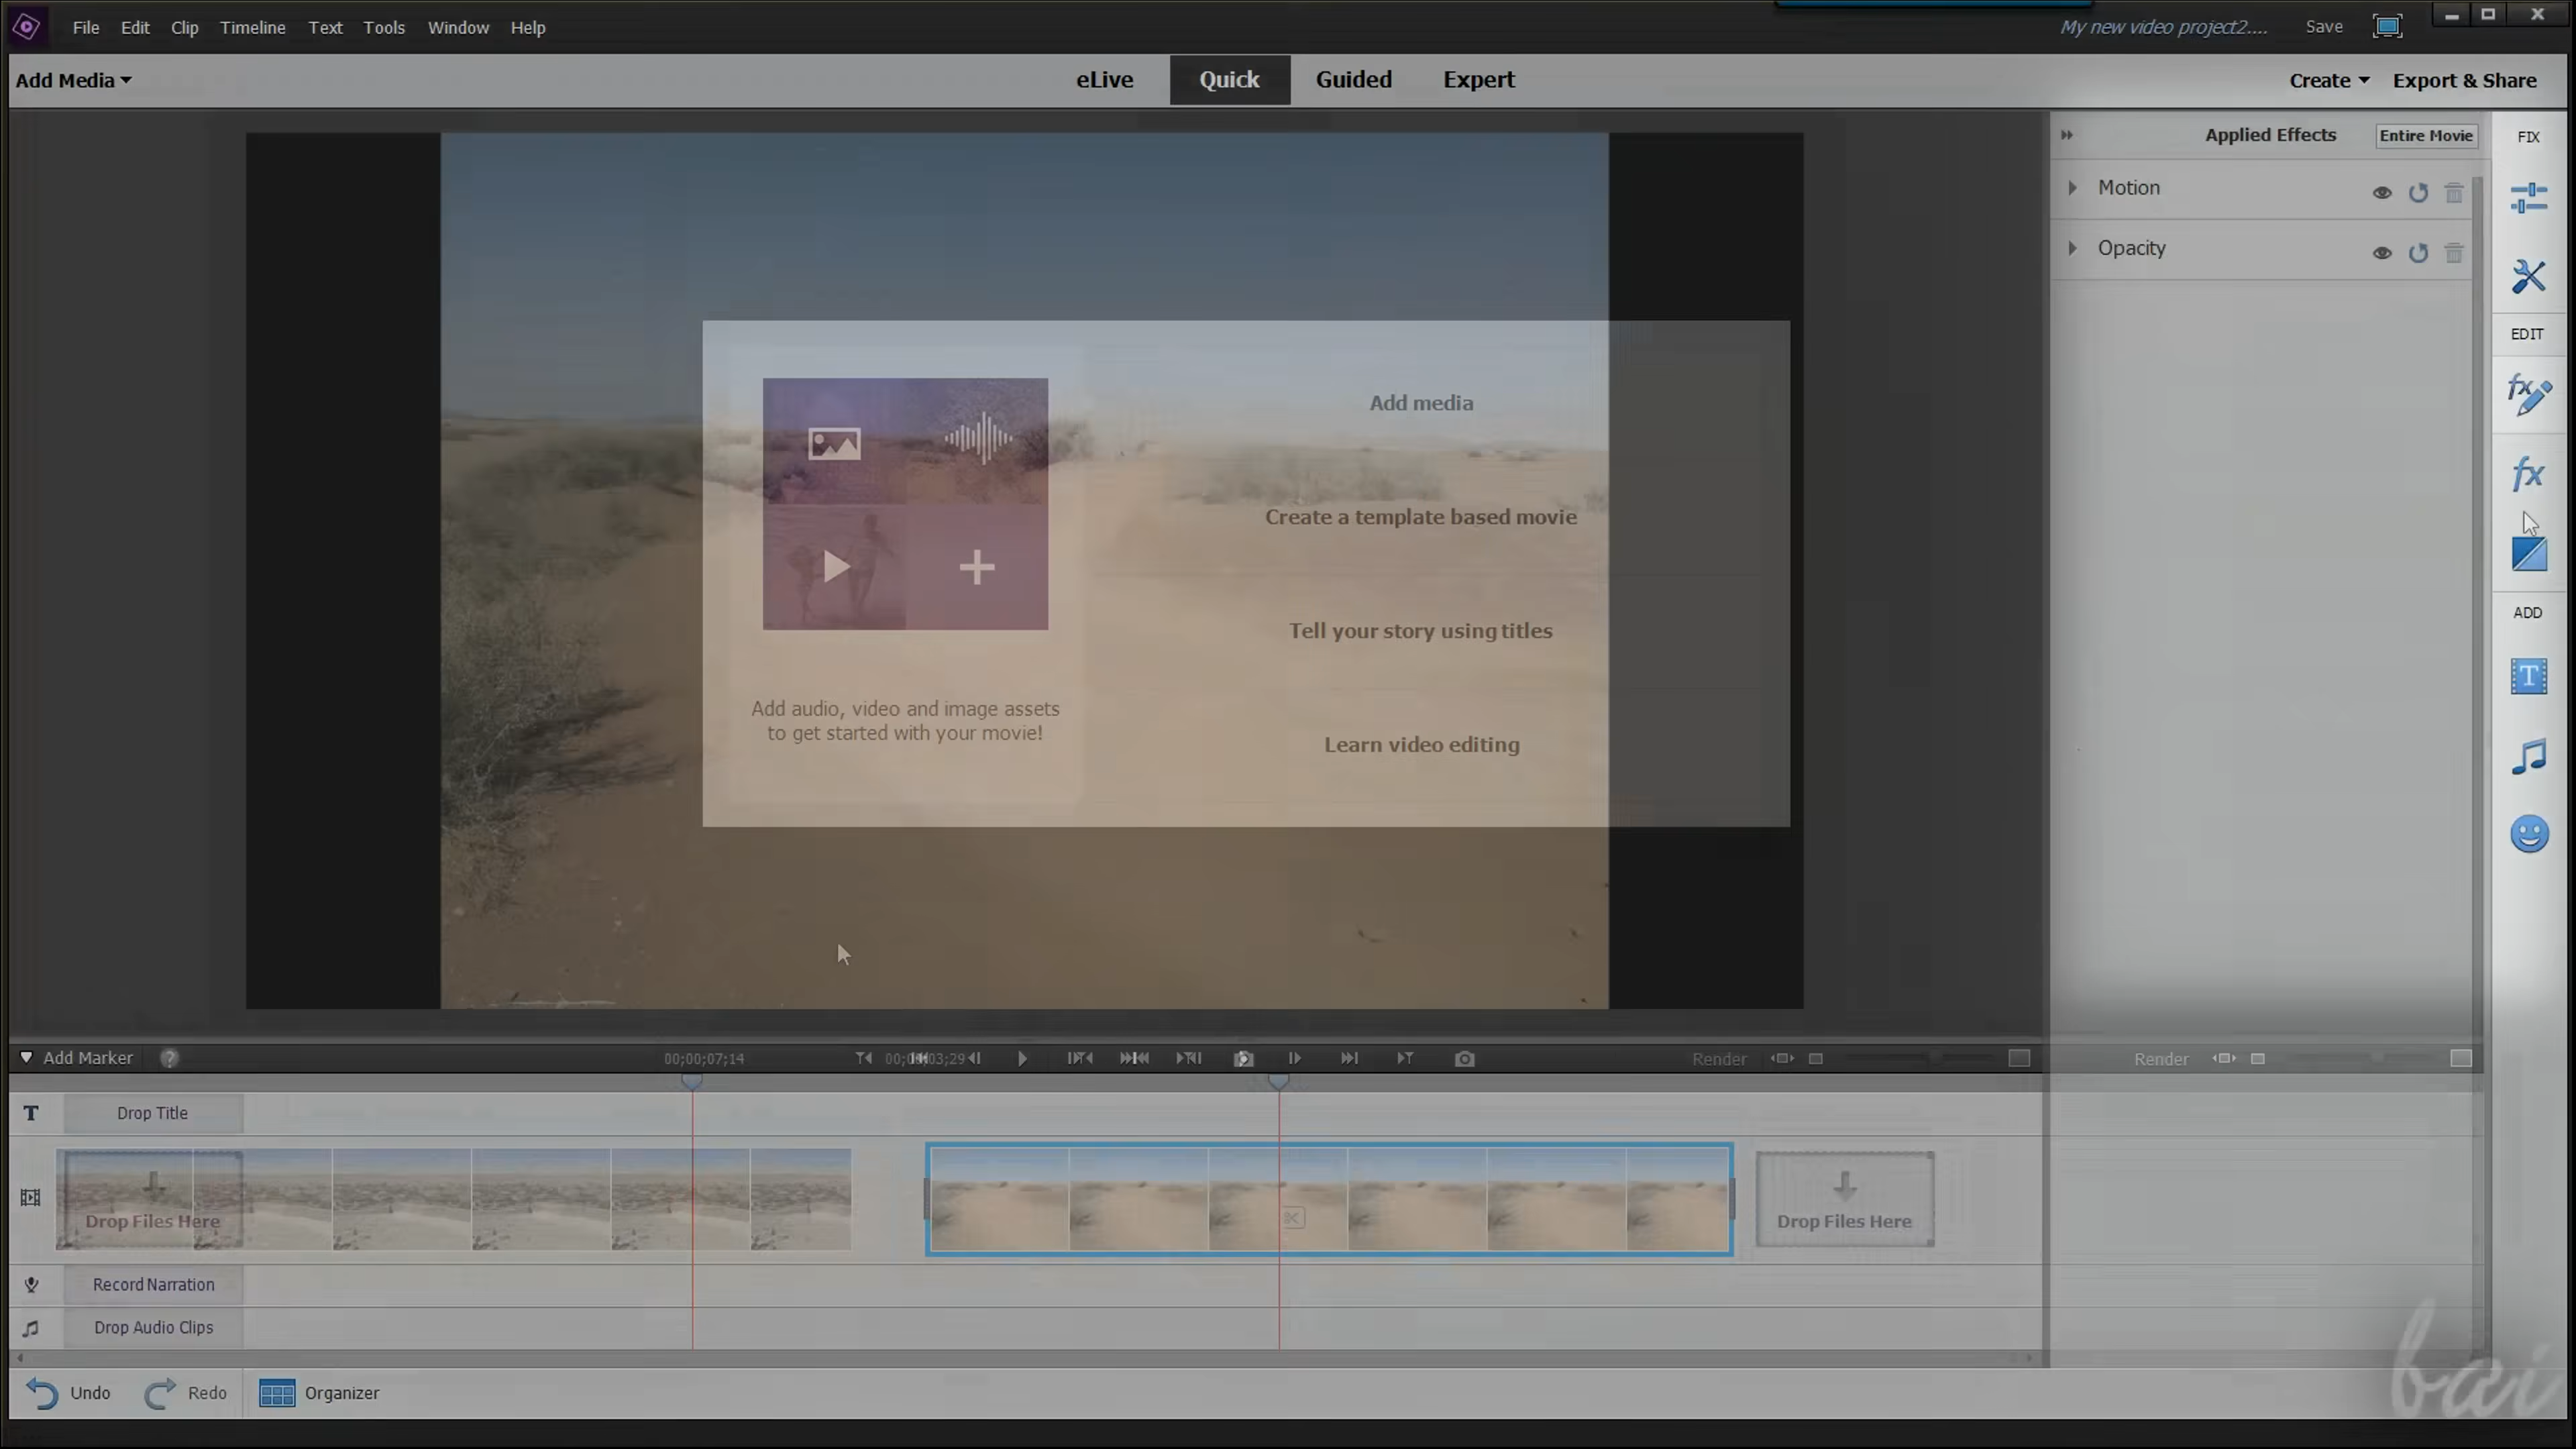 File Edit Clip Timeline Text Tools Window Help
My new video project2.... Save
Add Media
eLive Quick Guided Expert
Create Export & Share
Applied Effects Entire Movie
FIX
Motion
Opacity
EDIT
fx
fx
ADD
T
Add media
Create a template based movie
Tell your story using titles
Learn video editing
Add audio, video and image assets
to get started with your movie!
Add Marker ?
00;00;07;14
Render
Render
T Drop Title
Drop Files Here
Drop Files Here
Record Narration
Drop Audio Clips
Undo Redo Organizer
bai